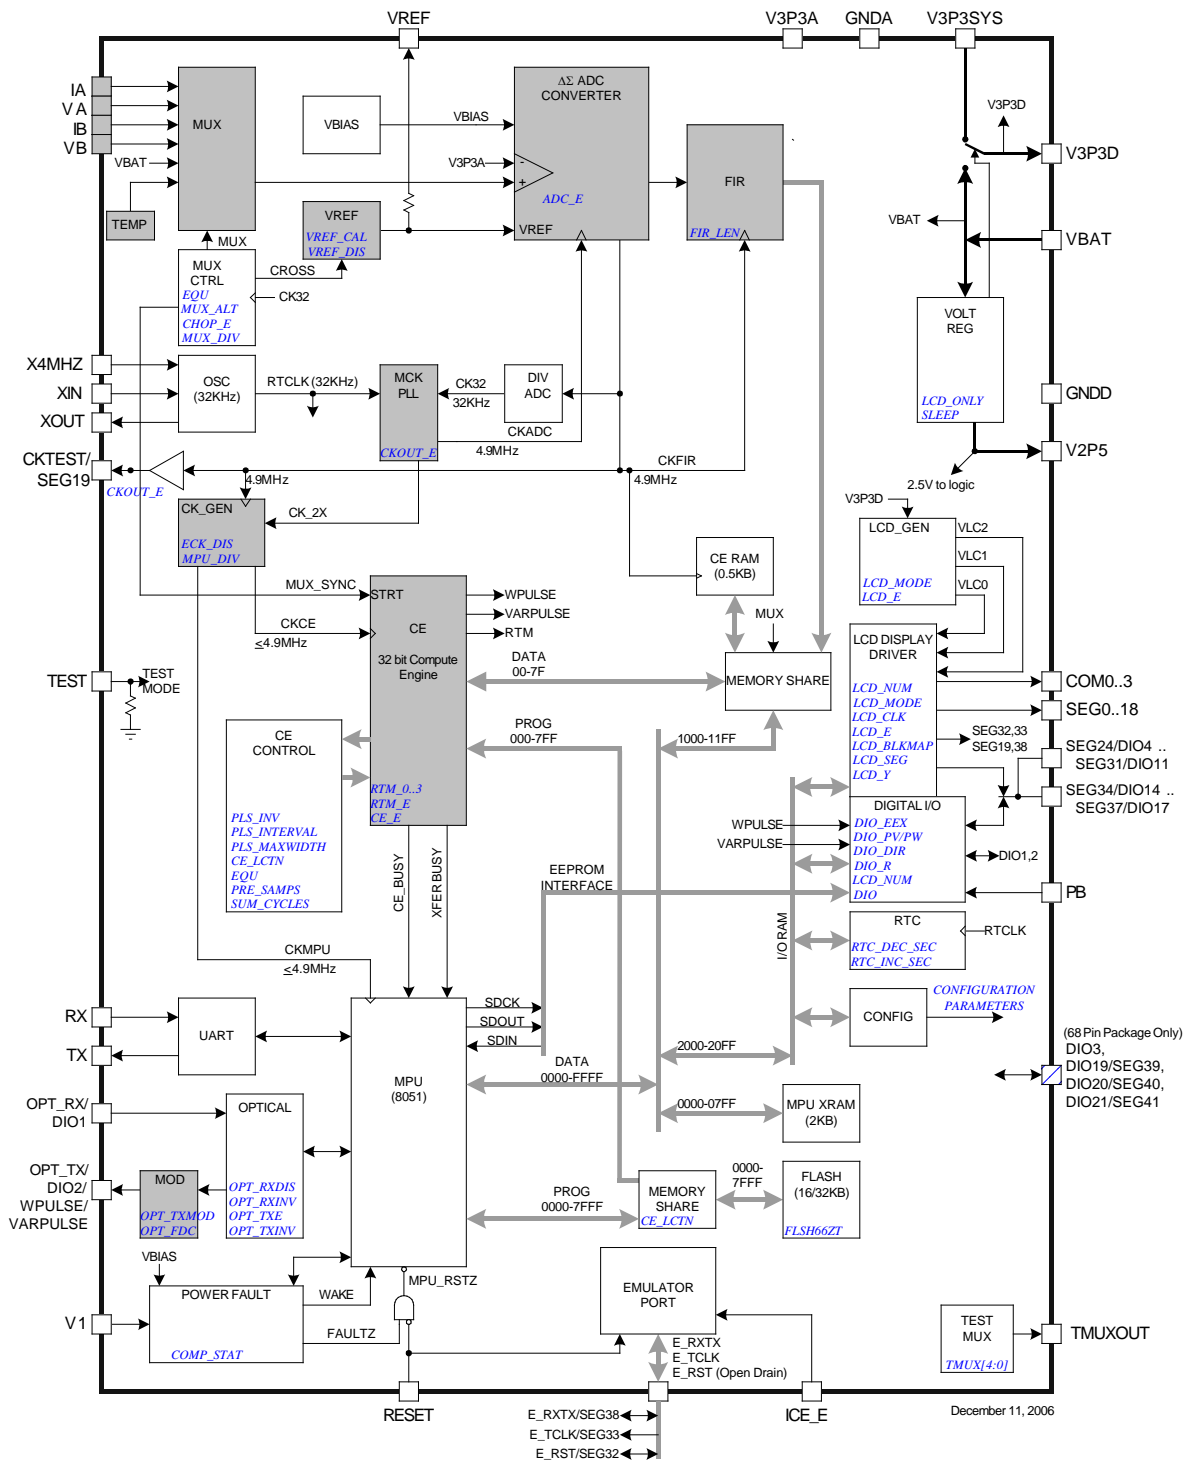 VREF
V3P3A
GNDA
V3P3SYS
IA
VA
IB
VB
VBAT
MUX
TEMP
VBIAS
VBIAS
ΔΣ ADC
CONVERTER
V3P3A
-
+
ADC_E
VREF
FIR
FIR_LEN
V3P3D
V3P3D
VBAT
VBAT
VREF
VREF_CAL
VREF_DIS
MUX
MUX
CTRL
EQU
MUX_ALT
CHOP_E
MUX_DIV
CROSS
CK32
VOLT
REG
LCD_ONLY
SLEEP
GNDD
V2P5
2.5V to logic
X4MHZ
XIN
XOUT
OSC
(32KHz)
RTCLK (32KHz)
MCK
PLL
CKOUT_E
CK32
32KHz
DIV
ADC
CKADC
4.9MHz
CKFIR
4.9MHz
CKTEST/
SEG19
CKOUT_E
4.9MHz
CK_GEN
ECK_DIS
MPU_DIV
CK_2X
V3P3D
LCD_GEN
LCD_MODE
LCD_E
VLC2
VLC1
VLC0
CE RAM
(0.5KB)
MUX_SYNC
STRT
CKCE
≤4.9MHz
CE
32 bit Compute
Engine
RTM_0..3
RTM_E
CE_E
WPULSE
VARPULSE
RTM
MUX
DATA
00-7F
MEMORY SHARE
LCD DISPLAY
DRIVER
LCD_NUM
LCD_MODE
LCD_CLK
LCD_E
LCD_BLKMAP
LCD_SEG
LCD_Y
COM0..3
SEG0..18
SEG32,33
SEG19,38
SEG24/DIO4 ..
SEG31/DIO11
SEG34/DIO14 ..
SEG37/DIO17
TEST
TEST
MODE
CE
CONTROL
PLS_INV
PLS_INTERVAL
PLS_MAXWIDTH
CE_LCTN
EQU
PRE_SAMPS
SUM_CYCLES
PROG
000-7FF
1000-11FF
DIGITAL I/O
DIO_EEX
DIO_PV/PW
DIO_DIR
DIO_R
LCD_NUM
DIO
WPULSE
VARPULSE
DIO1,2
PB
EEPROM
INTERFACE
CE_BUSY
XFER BUSY
I/O RAM
RTC
RTC_DEC_SEC
RTC_INC_SEC
RTCLK
CKMPU
≤4.9MHz
CONFIG
CONFIGURATION
PARAMETERS
RX
TX
UART
MPU
(8051)
SDCK
SDOUT
SDIN
DATA
0000-FFFF
2000-20FF
0000-07FF
MPU XRAM
(2KB)
(68 Pin Package Only)
DIO3,
DIO19/SEG39,
DIO20/SEG40,
DIO21/SEG41
OPT_RX/
DIO1
OPTICAL
OPT_RXDIS
OPT_RXINV
OPT_TXE
OPT_TXINV
OPT_TX/
DIO2/
WPULSE/
VARPULSE
MOD
OPT_TXMOD
OPT_FDC
PROG
0000-7FFF
MEMORY
SHARE
CE_LCTN
0000-
7FFF
FLASH
(16/32KB)
FLSH66ZT
VBIAS
V1
POWER FAULT
COMP_STAT
WAKE
FAULTZ
MPU_RSTZ
EMULATOR
PORT
E_RXTX
E_TCLK
E_RST (Open Drain)
TEST
MUX
TMUX[4:0]
TMUXOUT
RESET
ICE_E
December 11, 2006
E_RXTX/SEG38
E_TCLK/SEG33
E_RST/SEG32